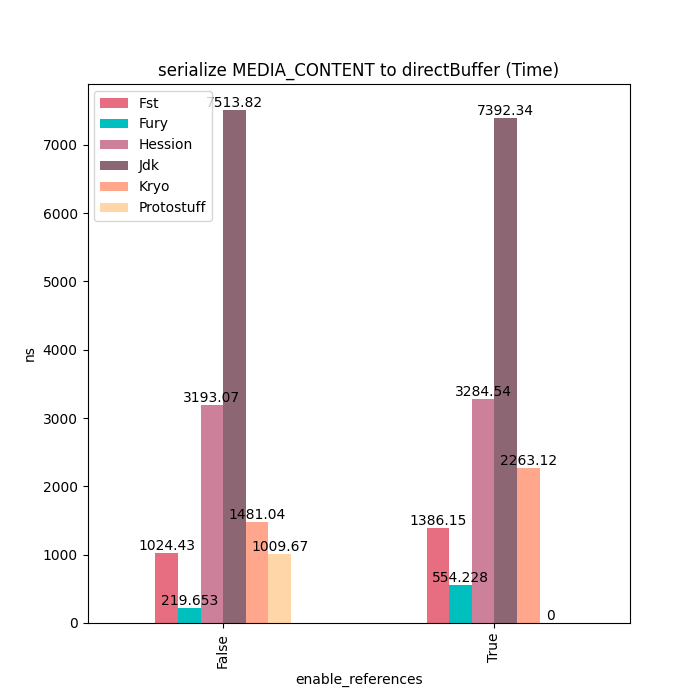 serialize MEDIA_CONTENT to directBuffer (Time)
Fst
Fury
Hession
Jdk
Kryo
Protostuff
7513.82
7392.34
3193.07
3284.54
2263.12
1481.04
1386.15
1024.43
1009.67
554.228
219.653
0
7000
6000
5000
4000
3000
2000
1000
0
ns
False
True
enable_references